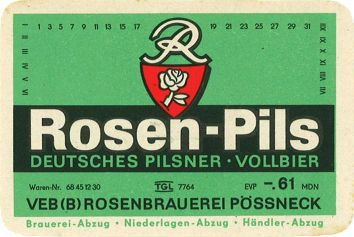 1 3 5 7 9 11 13 15 17 19 21 23 25 27 29 31
R
Rosen-Pils
DEUTSCHES PILSNER · VOLLBIER
Waren-Nr. 68 45 12 30 TGL 7764 EVP -.61 MDN
VEB (B) ROSENBRAUEREI PÖSSNECK
Brauerei-Abzug · Niederlagen-Abzug · Händler-Abzug